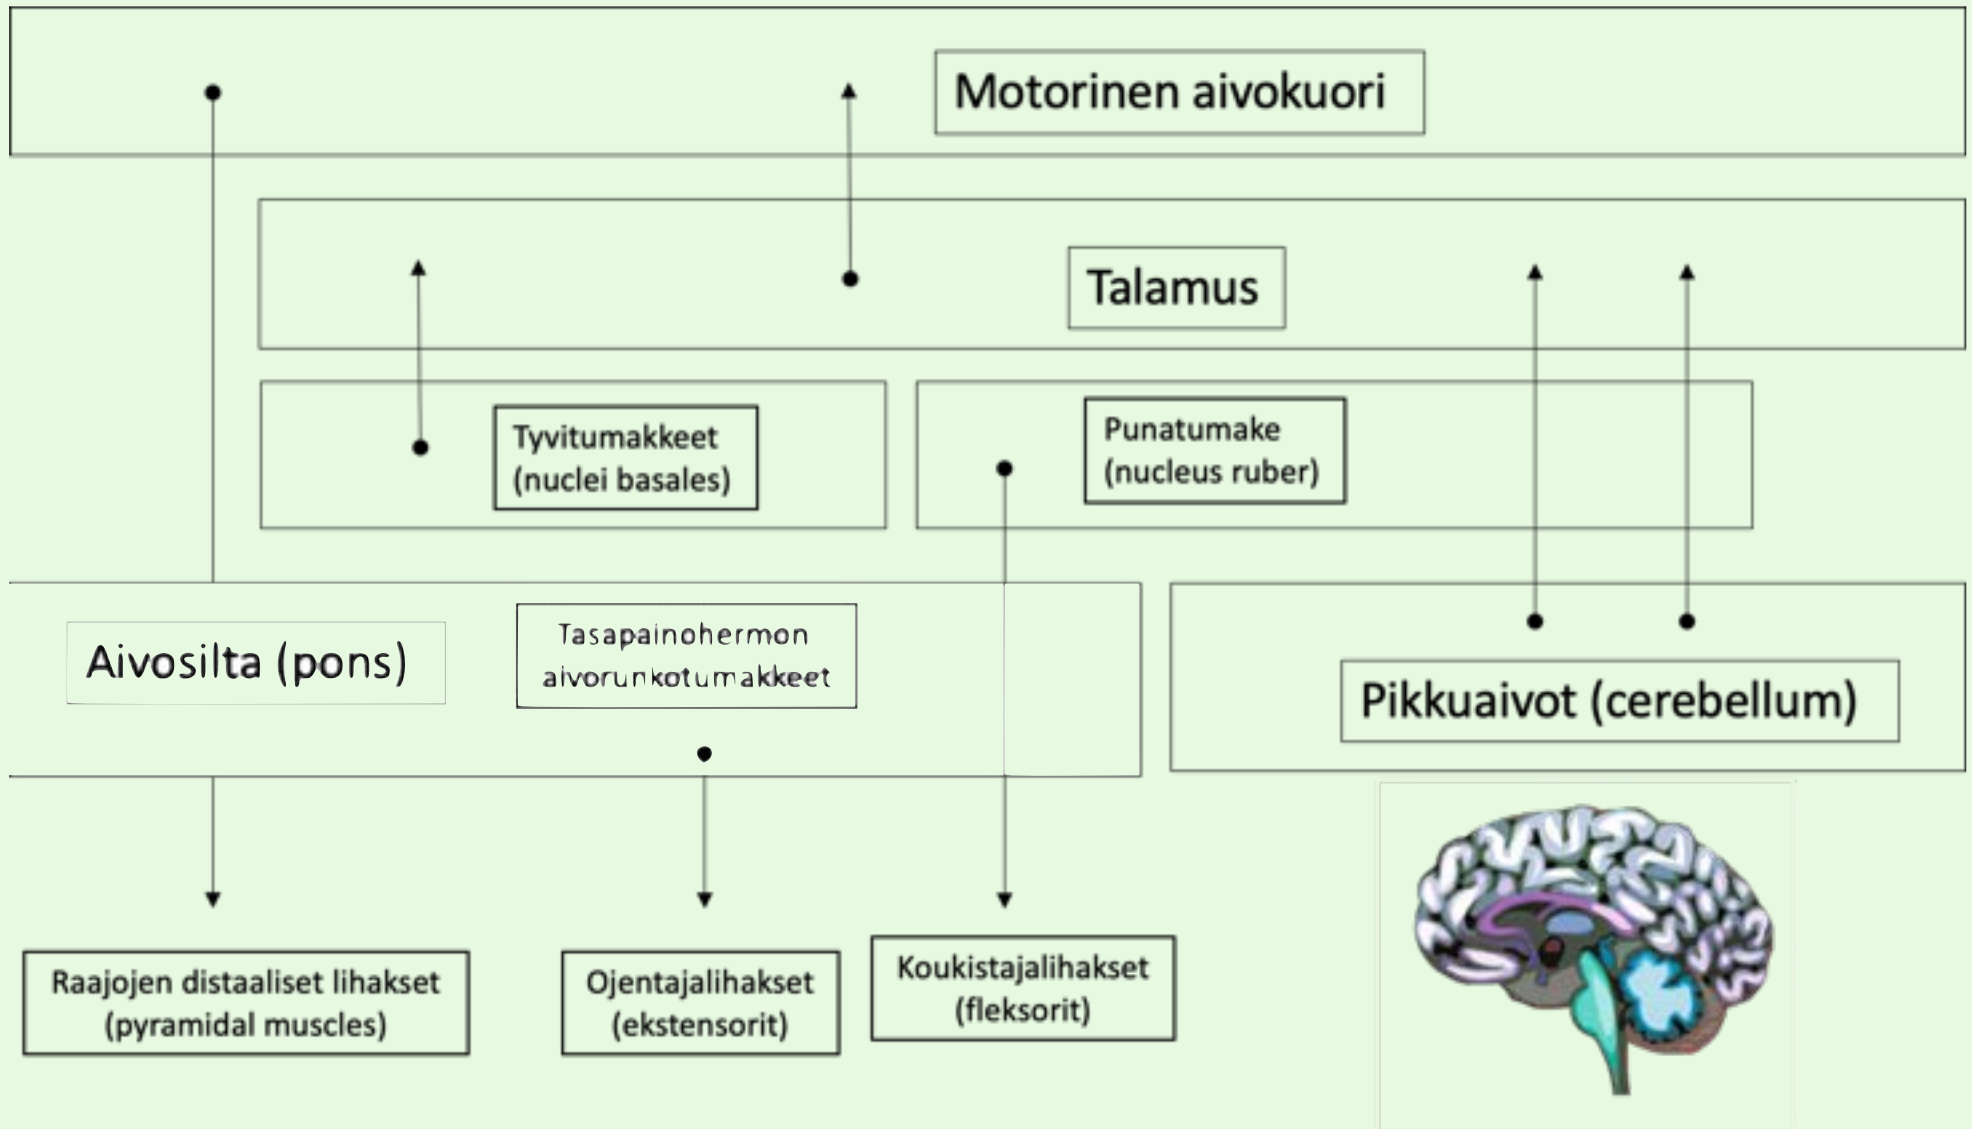 Motorinen aivokuori
Talamus
Tyvitumakkeet
(nuclei basales)
Punatumake
(nucleus ruber)
Aivosilta (pons)
Tasapainohermon
aivorunkotumakkeet
Pikkuaivot (cerebellum)
Raajojen distaaliset lihakset
(pyramidal muscles)
Ojentajalihakset
(ekstensorit)
Koukistajalihakset
(fleksorit)